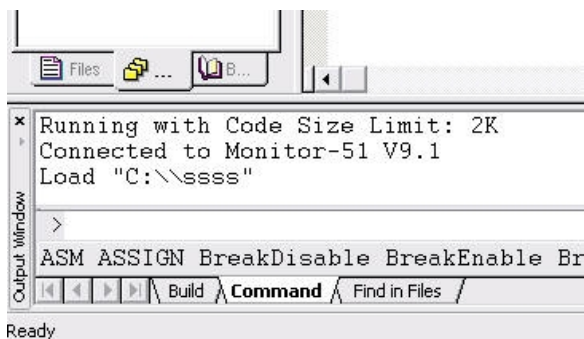 Files ... B...
Running with Code Size Limit: 2K
Connected to Monitor-51 V9.1
Load "C:\\ssss"
>
ASM ASSIGN BreakDisable BreakEnable Br
Build Command Find in Files
Output Window
Ready